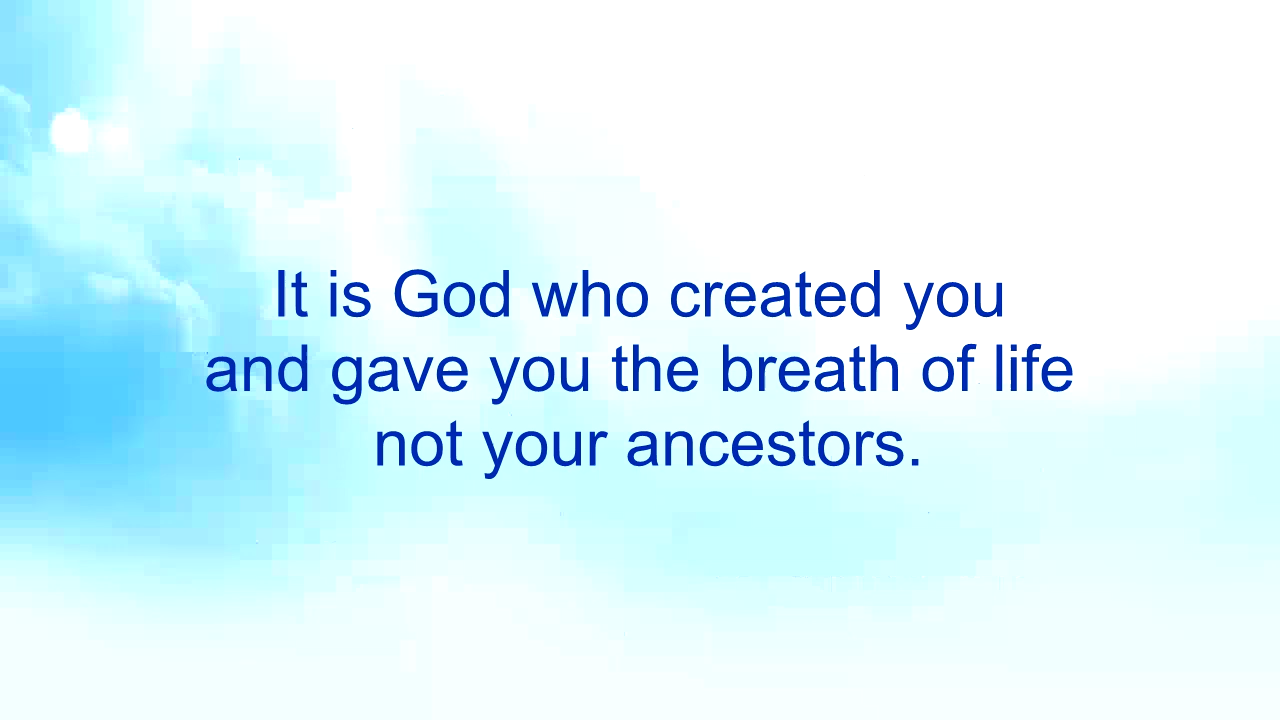 It is God who created you
and gave you the breath of life
not your ancestors.